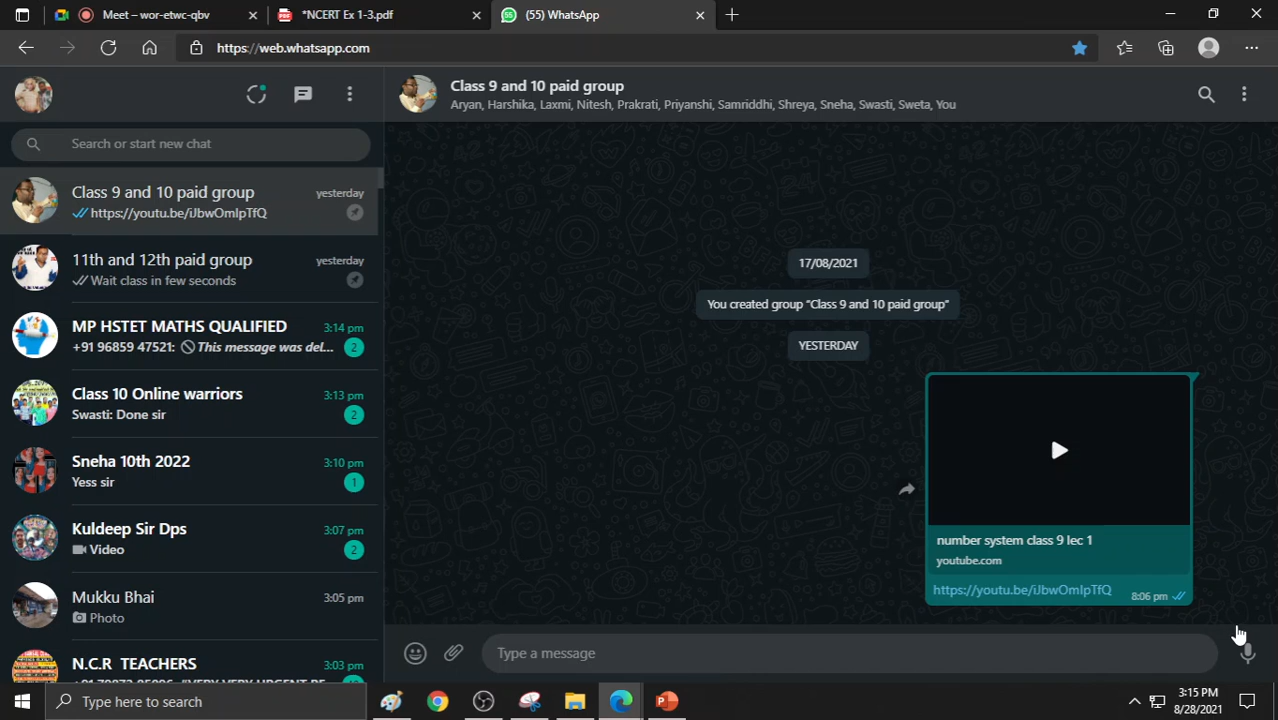 Meet – wor-etwc-qbv
*NCERT Ex 1-3.pdf
(55) WhatsApp
https://web.whatsapp.com
Class 9 and 10 paid group
Aryan, Harshika, Laxmi, Nitesh, Prakrati, Priyanshi, Samriddhi, Shreya, Sneha, Swasti, Sweta, You
Search or start new chat
Class 9 and 10 paid group
yesterday
https://youtu.be/iJbwOmIpTfQ
11th and 12th paid group
yesterday
Wait class in few seconds
MP HSTET MATHS QUALIFIED
3:14 pm
+91 96859 47521: This message was del...
2
Class 10 Online warriors
3:13 pm
Swasti: Done sir
2
Sneha 10th 2022
3:10 pm
Yess sir
1
Kuldeep Sir Dps
3:07 pm
Video
2
Mukku Bhai
3:05 pm
Photo
N.C.R TEACHERS
3:03 pm
17/08/2021
You created group "Class 9 and 10 paid group"
YESTERDAY
number system class 9 lec 1
youtube.com
https://youtu.be/iJbwOmIpTfQ
8:06 pm
Type a message
Type here to search
3:15 PM
8/28/2021